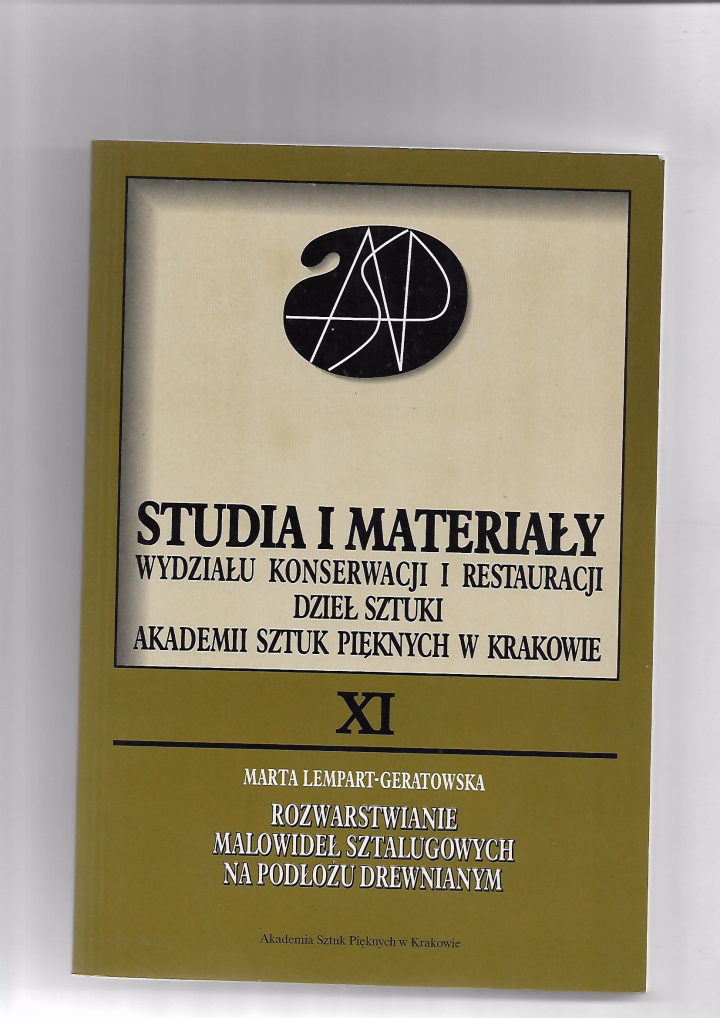 ASP
STUDIA I MATERIAŁY
WYDZIAŁU KONSERWACJI I RESTAURACJI
DZIEŁ SZTUKI
AKADEMII SZTUK PIĘKNYCH W KRAKOWIE
XI
MARTA LEMPART-GERATOWSKA
ROZWARSTWIANIE
MALOWIDEŁ SZTALUGOWYCH
NA PODŁOŻU DREWNIANYM
Akademia Sztuk Pięknych w Krakowie